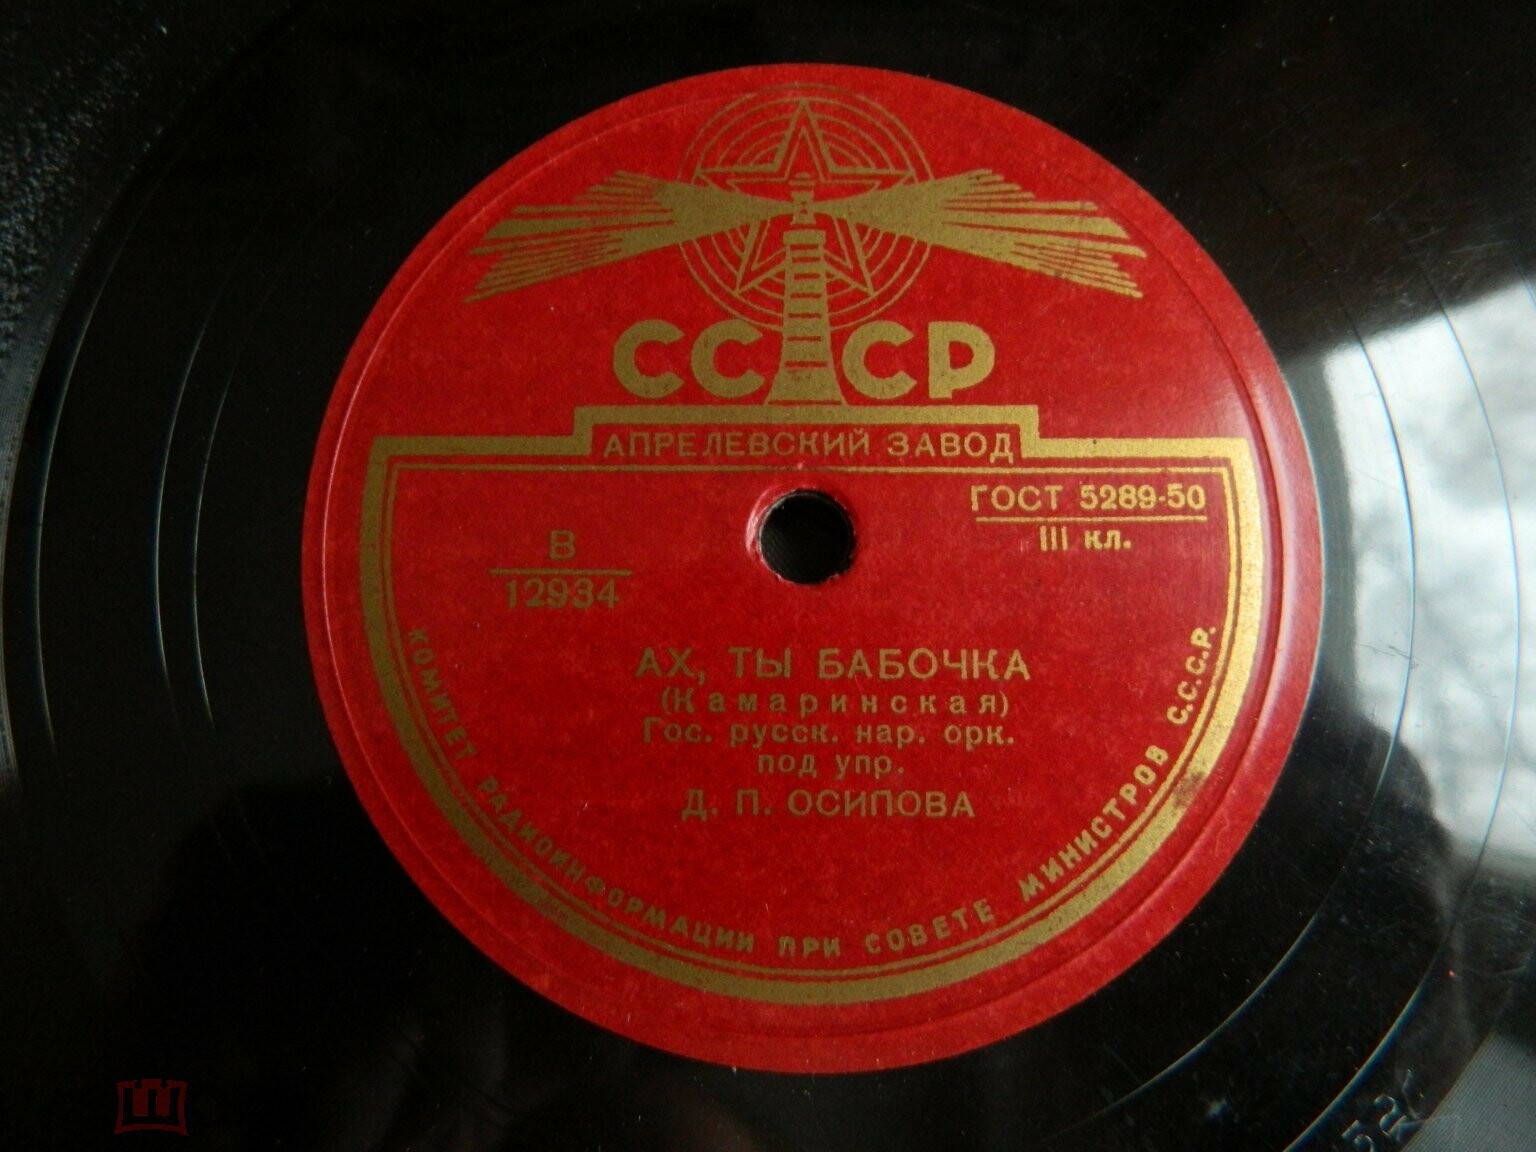 СССР
АПРЕЛЕВСКИЙ ЗАВОД
ГОСТ 5289-50
III кл.
В
12934
АХ, ТЫ БАБОЧКА
(Камаринская)
Гос. русск. нар. орк.
под упр.
Д. П. ОСИПОВА
КОМИТЕТ РАДИОИНФОРМАЦИИ ПРИ СОВЕТЕ МИНИСТРОВ С.С.С.Р.